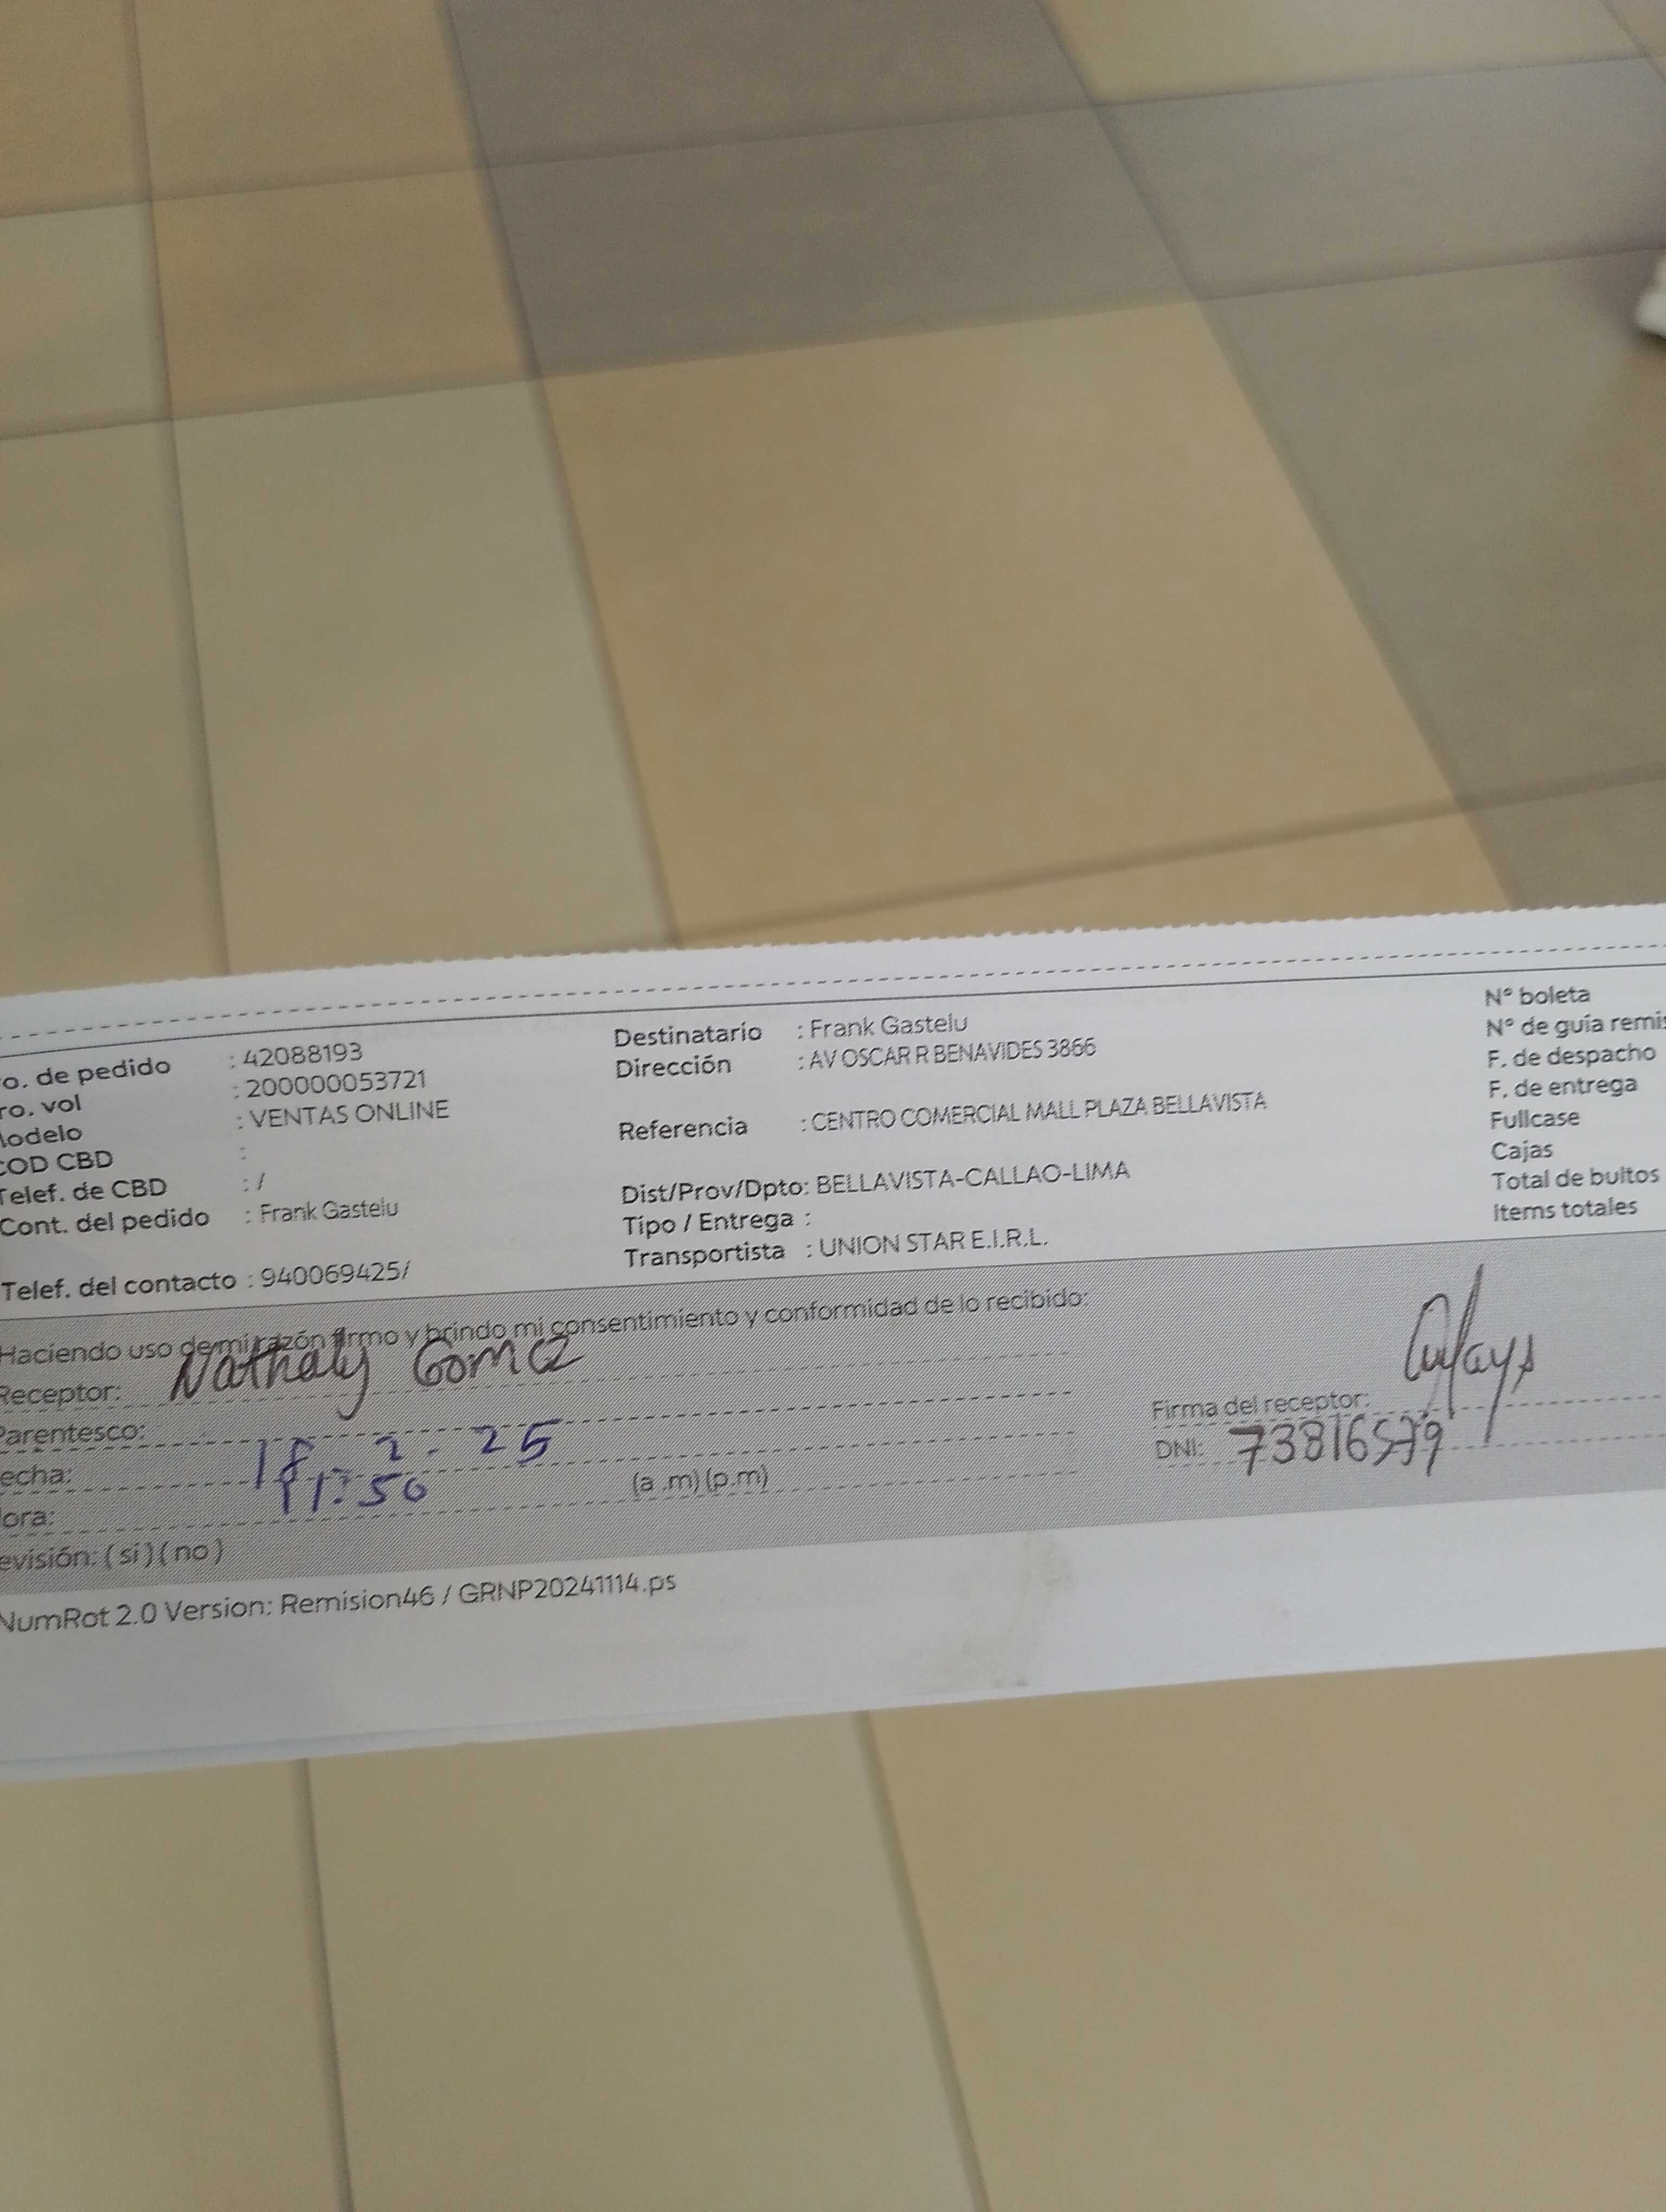 o. de pedido : 42088193
ro. vol : 200000053721
lodelo : VENTAS ONLINE
COD CBD :
Telef. de CBD : /
Cont. del pedido : Frank Gastelu
Telef. del contacto : 940069425/
Destinatario : Frank Gastelu
Dirección : AV OSCAR R BENAVIDES 3866
Referencia : CENTRO COMERCIAL MALL PLAZA BELLAVISTA
Dist/Prov/Dpto: BELLAVISTA-CALLAO-LIMA
Tipo / Entrega :
Transportista : UNION STAR E.I.R.L.
N° boleta
N° de guía remis
F. de despacho
F. de entrega
Fullcase
Cajas
Total de bultos
Items totales
Haciendo uso de mi razón firmo y brindo mi consentimiento y conformidad de lo recibido:
Receptor: Nathaly Gomez
Parentesco:
echa: 18. 2. 25
ora: 11:50 (a .m) (p.m)
evisión: ( si ) ( no )
Firma del receptor:
DNI: 73816579
NumRot 2.0 Version: Remision46 / GRNP20241114.ps